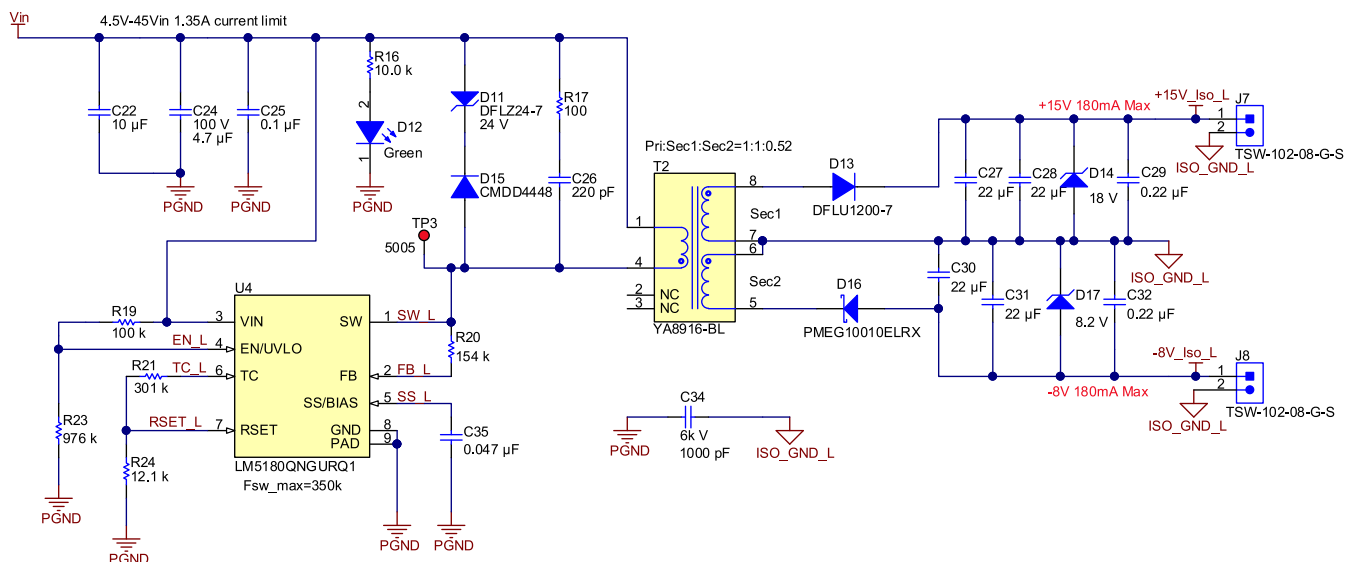 Vin
4.5V-45Vin 1.35A current limit
C22
10 µF
PGND
C24
100 V
4.7 µF
C25
0.1 µF
PGND
R16
10.0 k
2
D12
1
Green
PGND
D11
DFLZ24-7
24 V
D15
CMDD4448
R17
100
C26
220 pF
TP3
5005
Pri:Sec1:Sec2=1:1:0.52
T2
1
4
2
3
NC
NC
8
7
6
5
Sec1
Sec2
YA8916-BL
D13
DFLU1200-7
D16
PMEG10010ELRX
+15V 180mA Max
+15V_Iso_L
J7
1
2
TSW-102-08-G-S
ISO_GND_L
C27
22 µF
C28
22 µF
D14
18 V
C29
0.22 µF
ISO_GND_L
C30
22 µF
C31
22 µF
D17
8.2 V
C32
0.22 µF
-8V_Iso_L
-8V 180mA Max
J8
1
2
TSW-102-08-G-S
ISO_GND_L
C34
6k V
1000 pF
PGND
ISO_GND_L
U4
R19
100 k
3
VIN
SW
1
SW_L
EN_L
4
EN/UVLO
R20
154 k
R21
301 k
TC_L
6
TC
FB
2
FB_L
SS/BIAS
5
SS_L
R23
976 k
RSET_L
7
RSET
GND
8
PAD
9
C35
0.047 µF
R24
12.1 k
LM5180QNGURQ1
Fsw_max=350k
PGND
PGND
PGND
PGND